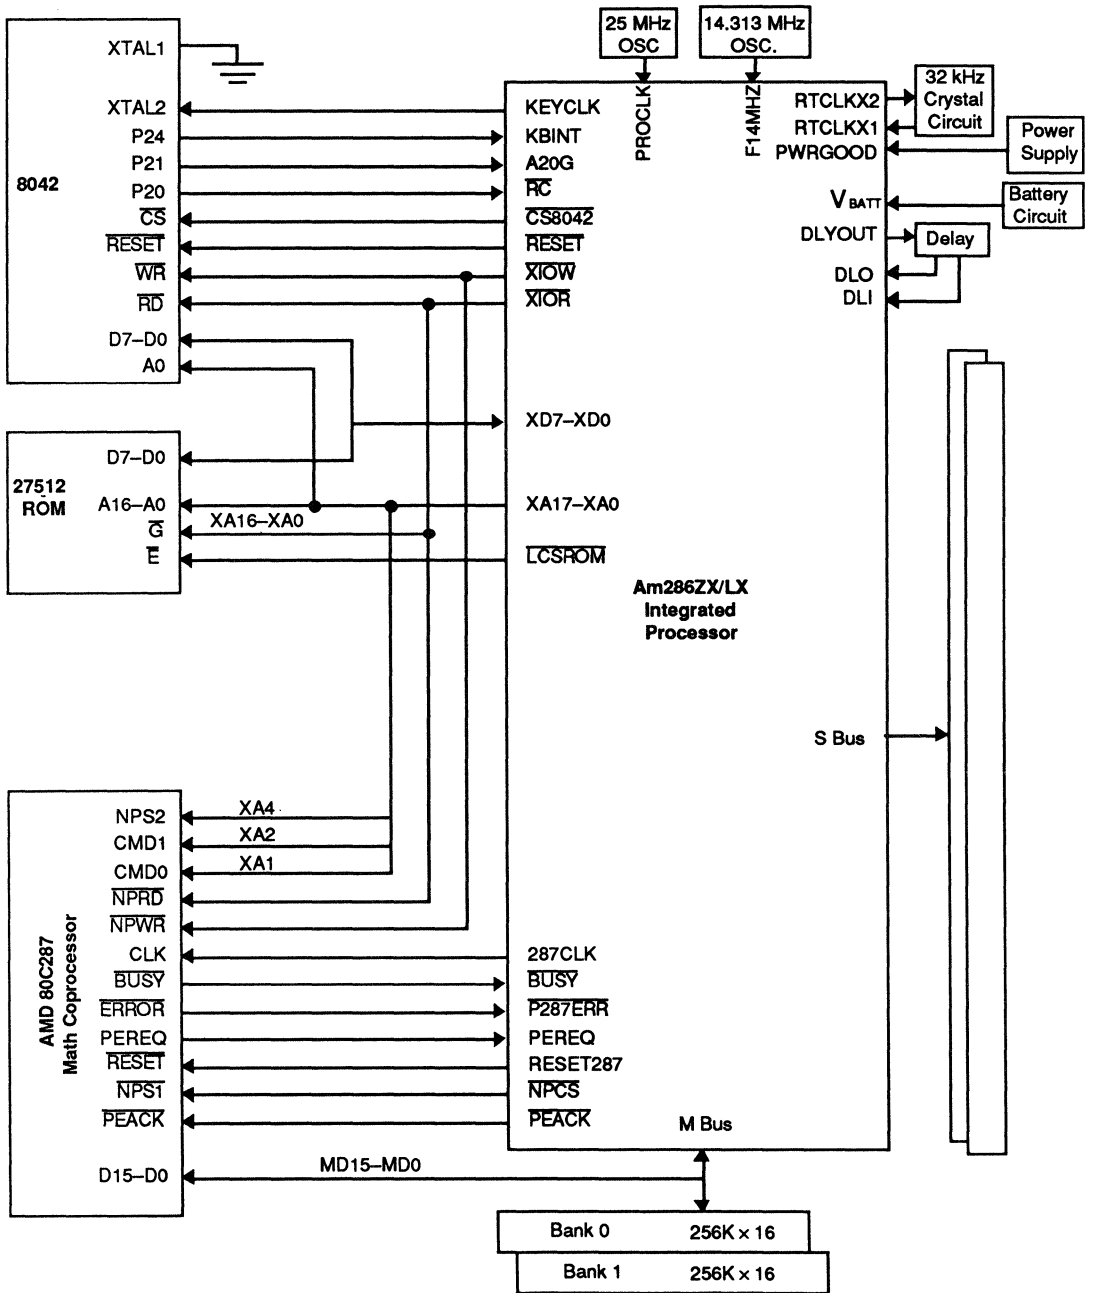 25 MHz
OSC
14.313 MHz
OSC.
32 kHz
Crystal
Circuit
Power
Supply
Battery
Circuit
Delay
8042
XTAL1
XTAL2
P24
P21
P20
CS
RESET
WR
RD
D7–D0
A0
KEYCLK
KBINT
A20G
RC
CS8042
RESET
XIOW
XIOR
XD7–XD0
XA17–XA0
LCSROM
PROCLK
F14MHZ
RTCLKX2
RTCLKX1
PWRGOOD
VBATT
DLYOUT
DLO
DLI
27512
ROM
D7–D0
A16–A0
G
E
XA16–XA0
Am286ZX/LX
Integrated
Processor
S Bus
AMD 80C287
Math Coprocessor
NPS2
CMD1
CMD0
NPRD
NPWR
CLK
BUSY
ERROR
PEREQ
RESET
NPS1
PEACK
D15–D0
XA4
XA2
XA1
287CLK
BUSY
P287ERR
PEREQ
RESET287
NPCS
PEACK
M Bus
MD15–MD0
Bank 0 256K × 16
Bank 1 256K × 16